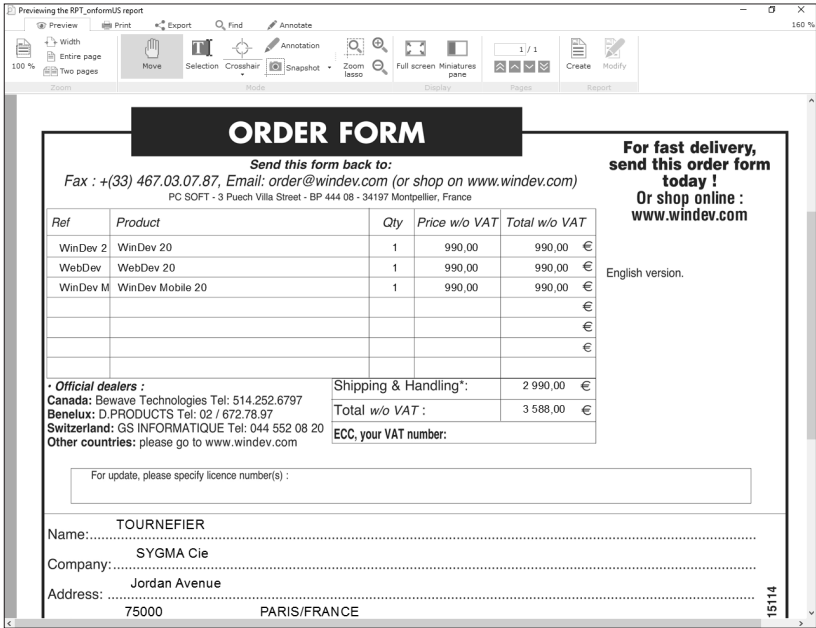 Previewing the RPT_onformUS report
Preview Print Export Find Annotate
160 %
100 %
Width
Entire page
Two pages
Zoom
Move
Selection
Crosshair
Annotation
Snapshot
Zoom lasso
Mode
Full screen
Miniatures pane
Display
1 / 1
Pages
Create
Modify
Report
ORDER FORM
Send this form back to:
Fax : +(33) 467.03.07.87, Email: order@windev.com (or shop on www.windev.com)
PC SOFT - 3 Puech Villa Street - BP 444 08 - 34197 Montpellier, France
For fast delivery,
send this order form
today !
Or shop online :
www.windev.com
English version.
Ref Product Qty Price w/o VAT Total w/o VAT
WinDev 2 WinDev 20 1 990,00 990,00 €
WebDev WebDev 20 1 990,00 990,00 €
WinDev M WinDev Mobile 20 1 990,00 990,00 €
€
€
€
• Official dealers :
Canada: Bewave Technologies Tel: 514.252.6797
Benelux: D.PRODUCTS Tel: 02 / 672.78.97
Switzerland: GS INFORMATIQUE Tel: 044 552 08 20
Other countries: please go to www.windev.com
Shipping & Handling*: 2 990,00 €
Total w/o VAT : 3 588,00 €
ECC, your VAT number:
For update, please specify licence number(s) :
Name: TOURNEFIER
Company: SYGMA Cie
Address: Jordan Avenue
75000 PARIS/FRANCE
15114